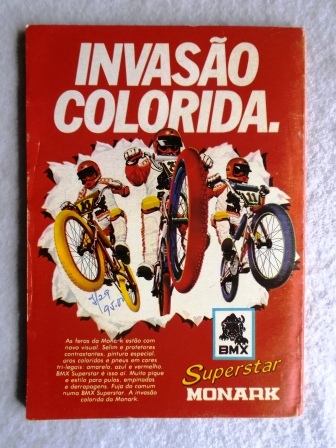 INVASÃO
COLORIDA.
As feras da Monark estão com
novo visual. Selim e protetores
contrastantes, pintura especial,
aros coloridos e pneus em cores
tri-legais: amarelo, azul e vermelho.
BMX Superstar é isso aí. Muito pique
e estilo para pulos, empinadas
e derrapagens. Fuja do comum
numa BMX Superstar. A invasão
colorida da Monark.
BMX
Superstar
MONARK